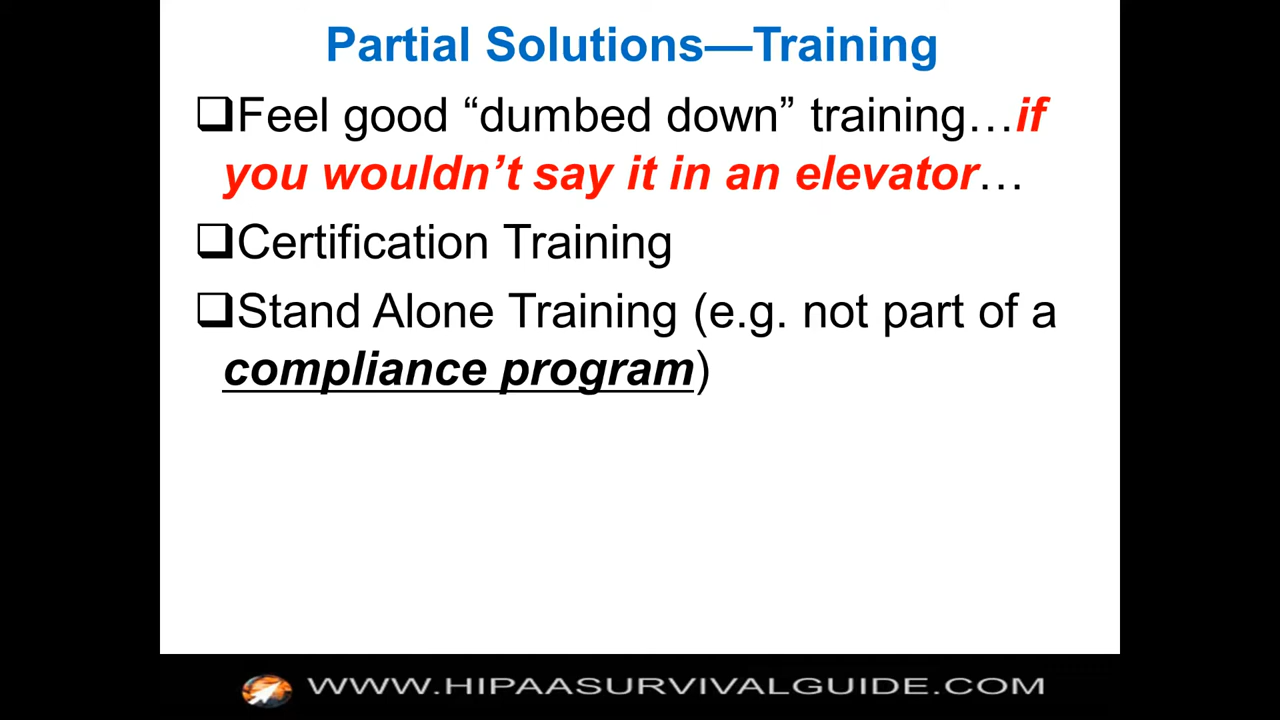 Partial Solutions—Training
❑Feel good “dumbed down” training…if
you wouldn’t say it in an elevator…
❑Certification Training
❑Stand Alone Training (e.g. not part of a
compliance program)
WWW.HIPAASURVIVALGUIDE.COM